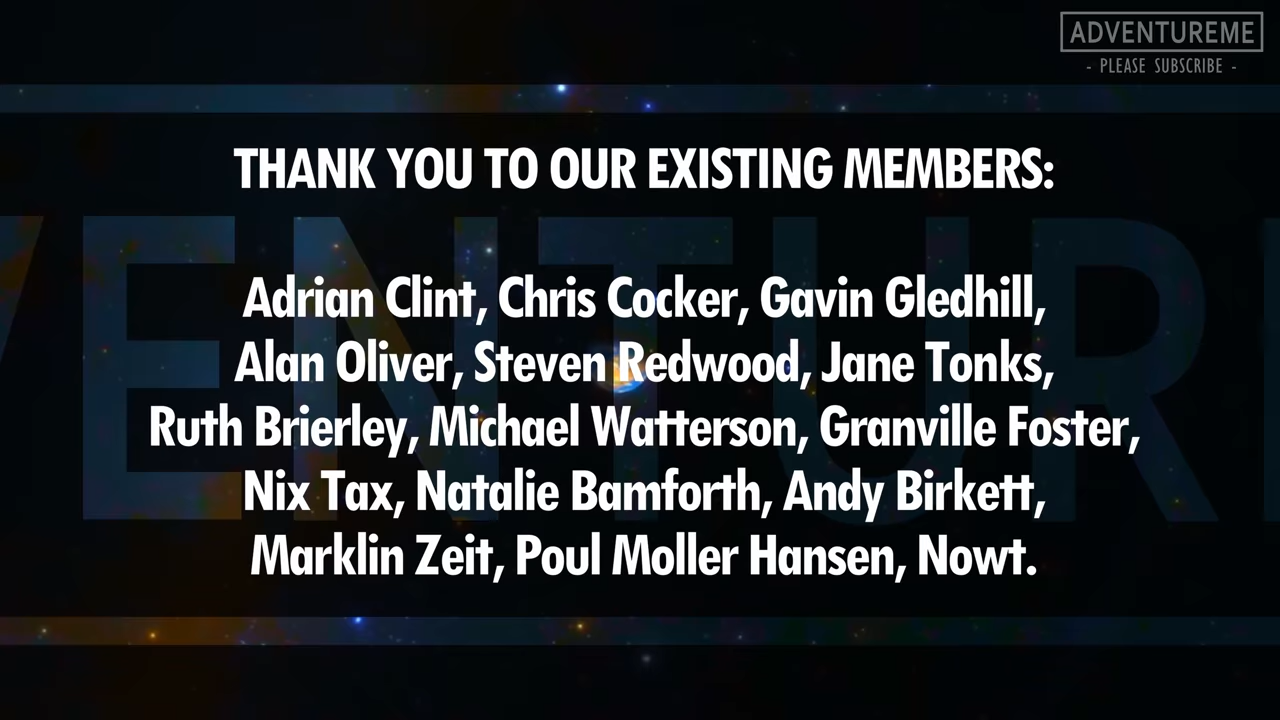 ADVENTUREME
- PLEASE SUBSCRIBE -
THANK YOU TO OUR EXISTING MEMBERS:
VENTUR
Adrian Clint, Chris Cocker, Gavin Gledhill,
Alan Oliver, Steven Redwood, Jane Tonks,
Ruth Brierley, Michael Watterson, Granville Foster,
Nix Tax, Natalie Bamforth, Andy Birkett,
Marklin Zeit, Poul Moller Hansen, Nowt.